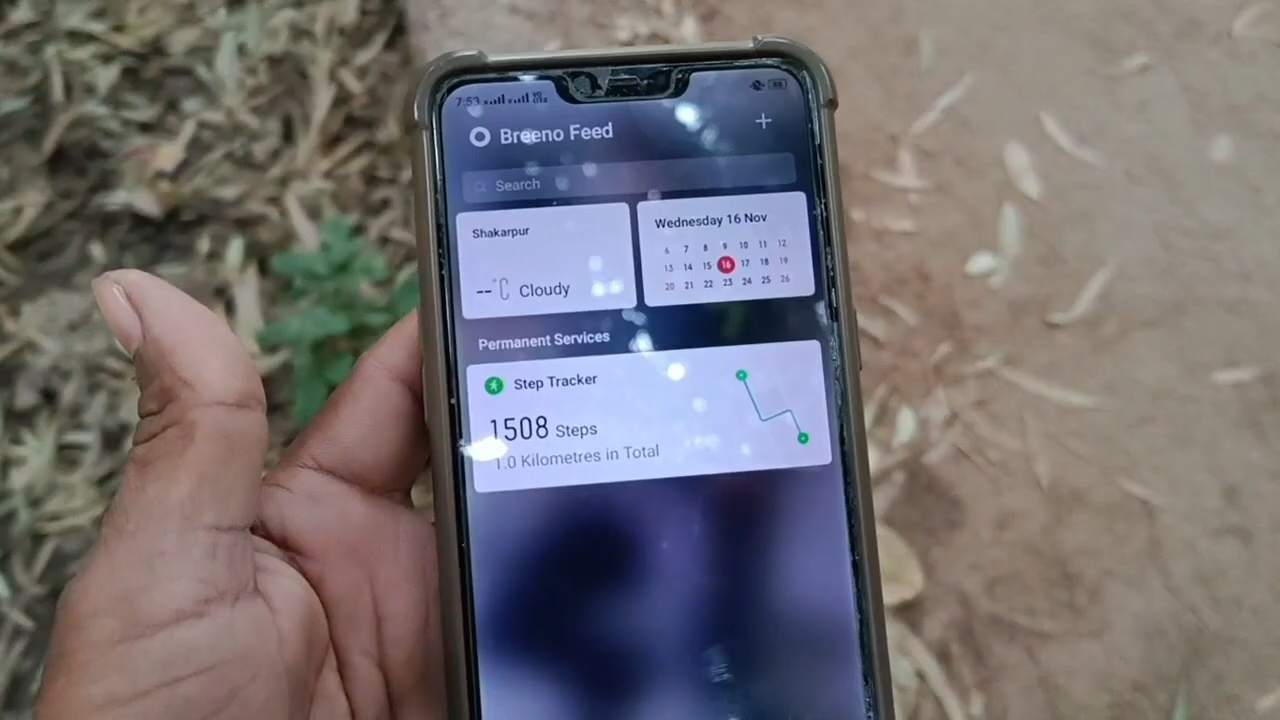 7:53
Breeno Feed
+
Search
Shakarpur
--°C Cloudy
Wednesday 16 Nov
6 7 8 9 10 11 12
13 14 15 16 17 18 19
20 21 22 23 24 25 26
Permanent Services
Step Tracker
1508 Steps
1.0 Kilometres in Total